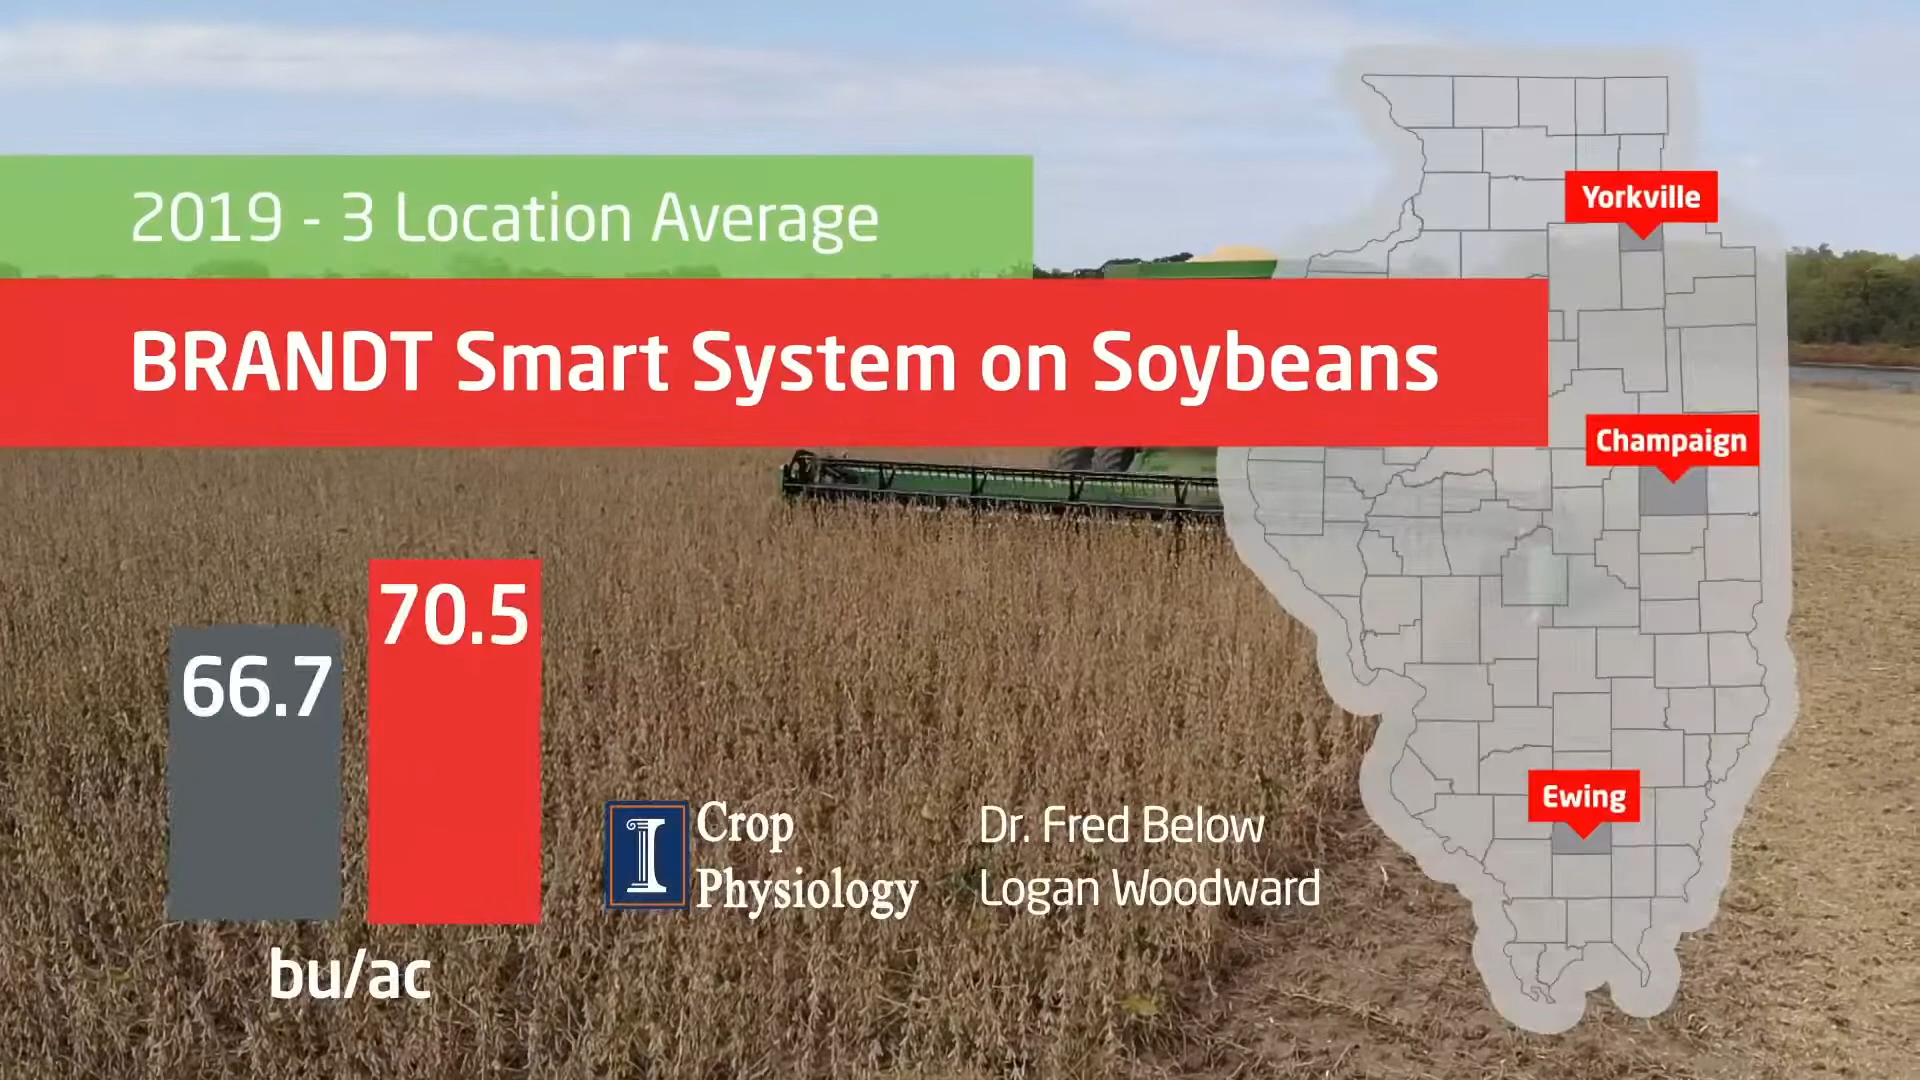 2019 - 3 Location Average
BRANDT Smart System on Soybeans
Yorkville
Champaign
Ewing
66.7
70.5
bu/ac
I
Crop
Physiology
Dr. Fred Below
Logan Woodward